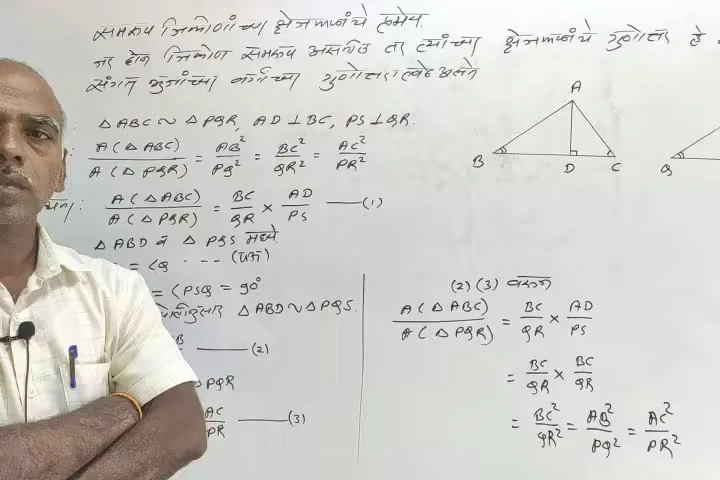 समरूप त्रिकोणांच्या क्षेत्रफळांचे प्रमेय.
जर दोन त्रिकोण समरूप असतील तर त्यांच्या क्षेत्रफळांचे गुणोत्तर हे
संगत भुजांच्या वर्गांच्या गुणोत्तराएवढे असते
: Δ ABC ~ Δ PQR, AD ⊥ BC, PS ⊥ QR.
: A(Δ ABC) / A(Δ PQR) = AB² / PQ² = BC² / QR² = AC² / PR²
: A(Δ ABC) / A(Δ PQR) = BC / QR × AD / PS —— (1)
Δ ABD व Δ PQS मध्ये
= <Q ---
= <PSQ = 90°
Δ ABD ~ Δ PQS.
B —— (2)
PQR
AC / PR —— (3)
A
B
D
C
Q
(2) (3) वरून
A(Δ ABC) / A(Δ PQR) = BC / QR × AD / PS
= BC / QR × BC / QR
= BC² / QR² = AB² / PQ² = AC² / PR²